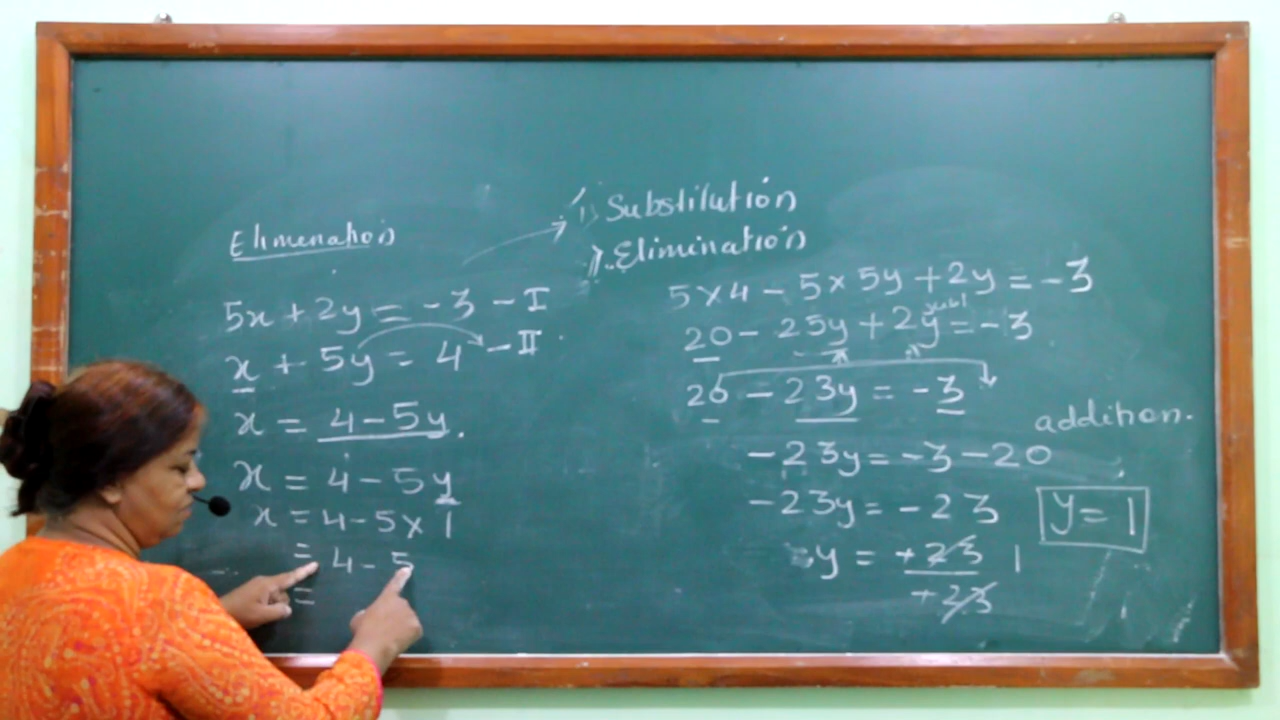 1) Substitution
). Elimination
Elimenation
5x + 2y = -3 - I
x + 5y = 4 - II
x = 4 - 5y.
x = 4 - 5y
x = 4 - 5 × 1
= 4 - 5
=
5 × 4 - 5 × 5y + 2y = -3
20 - 25y + 2y = -3
20 - 23y = -3
addition.
-23y = -3 - 20
-23y = -23
y = +23 1
+23
y = 1